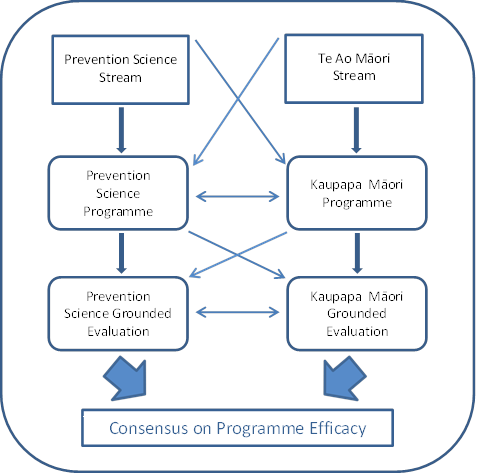 Prevention Science
Stream
Te Ao Māori
Stream
Prevention
Science
Programme
Kaupapa Māori
Programme
Prevention
Science Grounded
Evaluation
Kaupapa Māori
Grounded
Evaluation
Consensus on Programme Efficacy